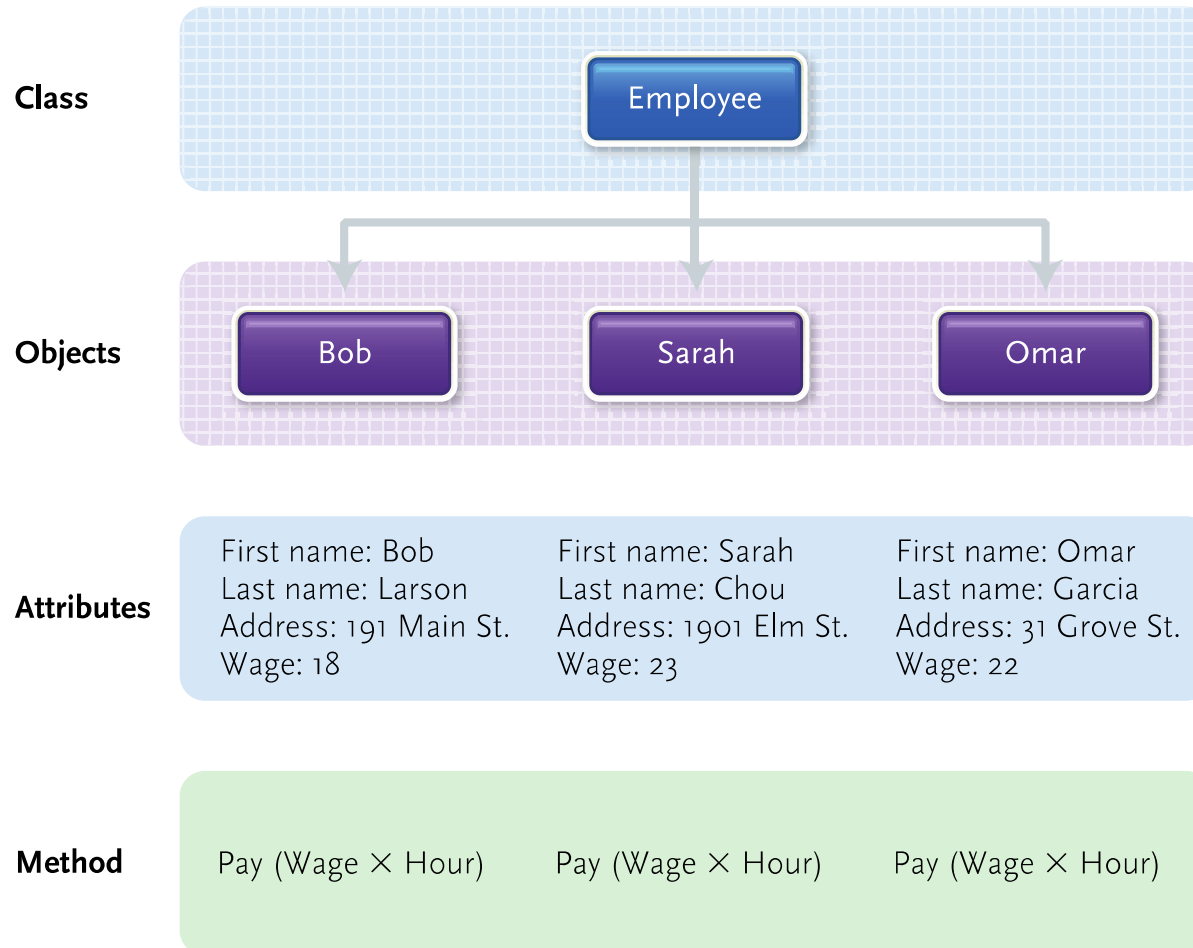 Class
Employee
Objects
Bob
Sarah
Omar
Attributes
First name: Bob
Last name: Larson
Address: 191 Main St.
Wage: 18
First name: Sarah
Last name: Chou
Address: 1901 Elm St.
Wage: 23
First name: Omar
Last name: Garcia
Address: 31 Grove St.
Wage: 22
Method
Pay (Wage × Hour)
Pay (Wage × Hour)
Pay (Wage × Hour)